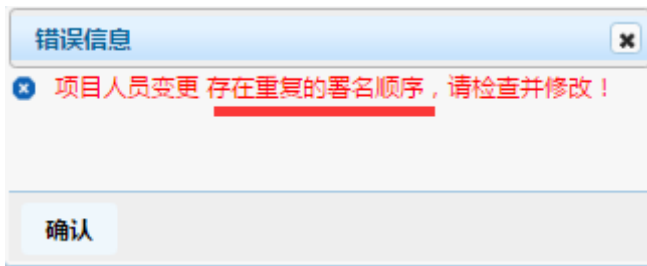 错误信息
项目人员变更 存在重复的署名顺序，请检查并修改！
确认